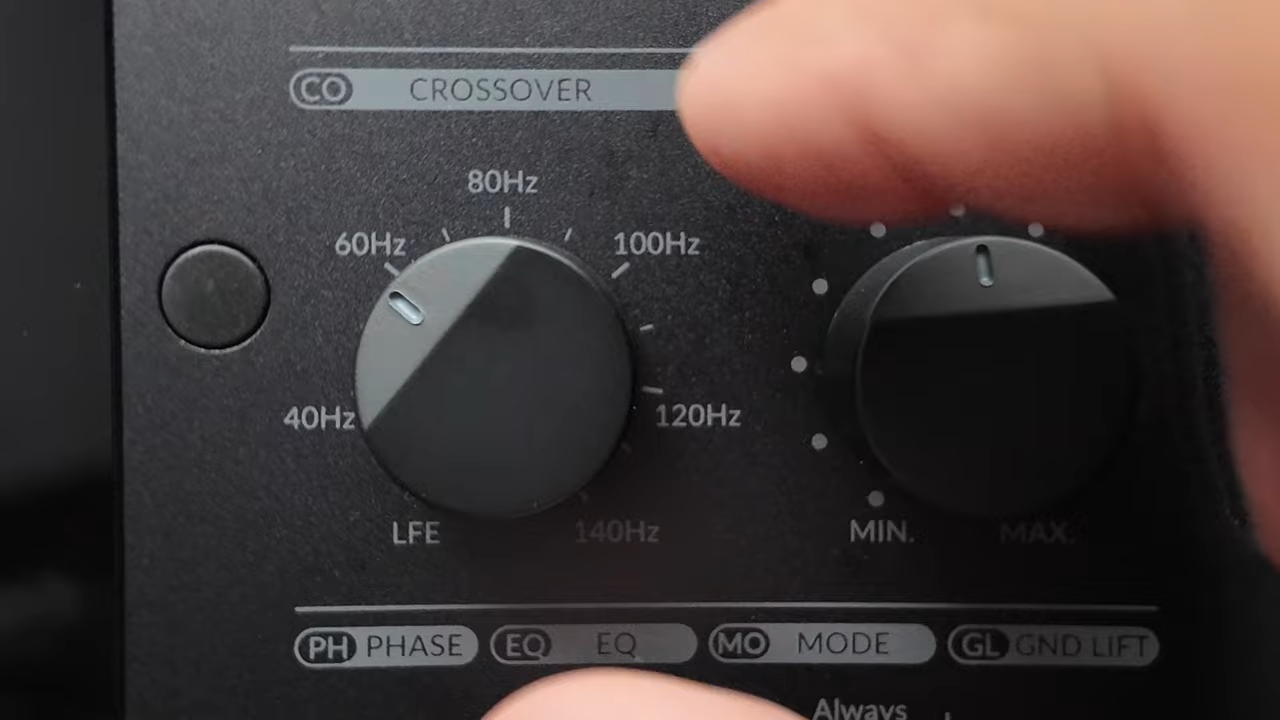 CO CROSSOVER
80Hz
60Hz 100Hz
40Hz 120Hz
LFE 140Hz MIN. MAX.
PH PHASE EQ EQ MO MODE GL GND LIFT
Always